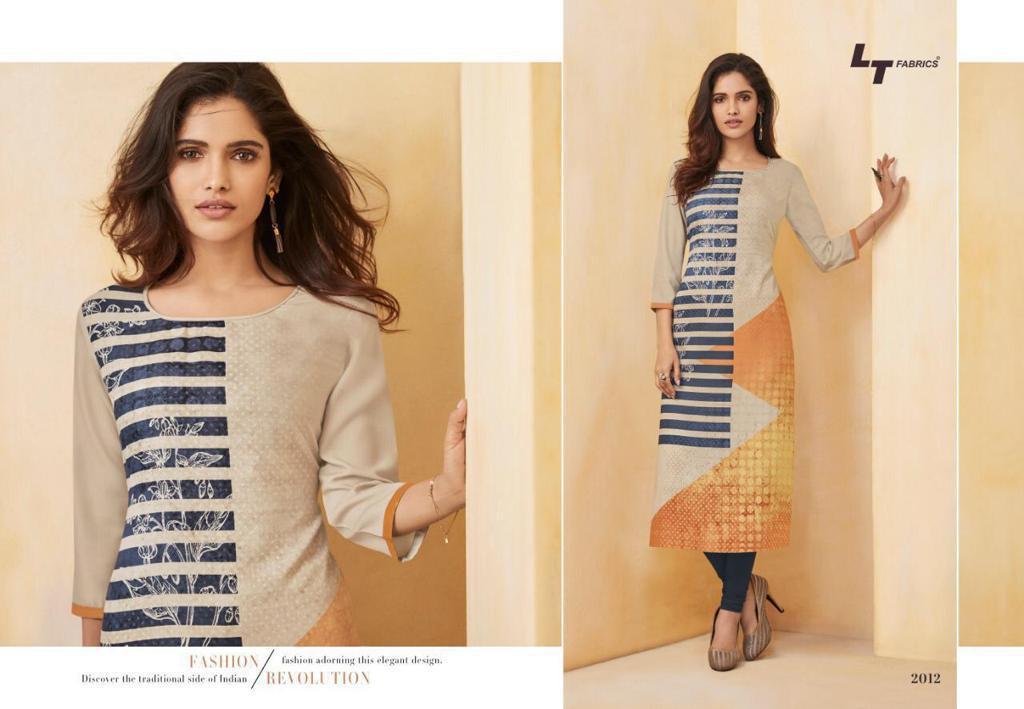 LT FABRICS
FASHION / fashion adorning this elegant design.
Discover the traditional side of Indian / REVOLUTION
2012